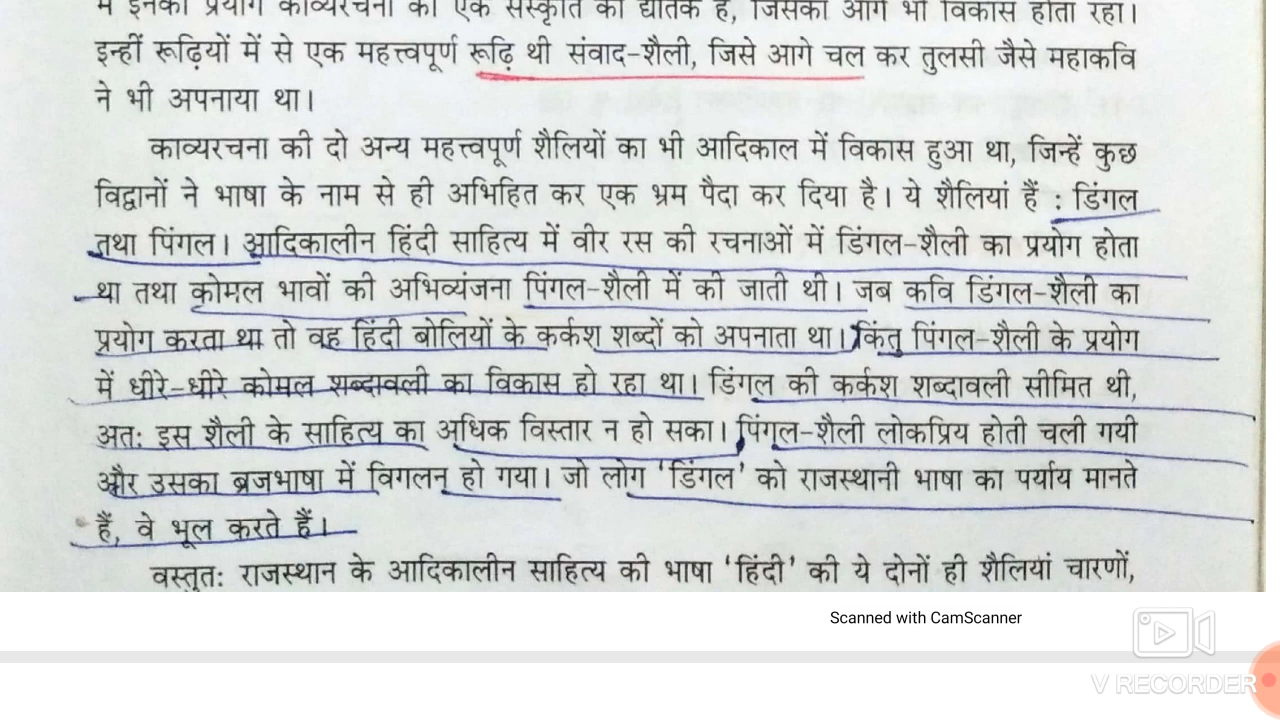 में इनका प्रयोग काव्यरचना की एक संस्कृति का द्योतक है, जिसका आगे भी विकास होता रहा।
इन्हीं रूढ़ियों में से एक महत्त्वपूर्ण रूढ़ि थी संवाद-शैली, जिसे आगे चल कर तुलसी जैसे महाकवि
ने भी अपनाया था।
काव्यरचना की दो अन्य महत्त्वपूर्ण शैलियों का भी आदिकाल में विकास हुआ था, जिन्हें कुछ
विद्वानों ने भाषा के नाम से ही अभिहित कर एक भ्रम पैदा कर दिया है। ये शैलियां हैं : डिंगल
तथा पिंगल। आदिकालीन हिंदी साहित्य में वीर रस की रचनाओं में डिंगल-शैली का प्रयोग होता
था तथा कोमल भावों की अभिव्यंजना पिंगल-शैली में की जाती थी। जब कवि डिंगल-शैली का
प्रयोग करता था तो वह हिंदी बोलियों के कर्कश शब्दों को अपनाता था। किंतु पिंगल-शैली के प्रयोग
में धीरे-धीरे कोमल शब्दावली का विकास हो रहा था। डिंगल की कर्कश शब्दावली सीमित थी,
अतः इस शैली के साहित्य का अधिक विस्तार न हो सका। पिंगल-शैली लोकप्रिय होती चली गयी
और उसका ब्रजभाषा में विगलन हो गया। जो लोग 'डिंगल' को राजस्थानी भाषा का पर्याय मानते
हैं, वे भूल करते हैं।
वस्तुतः राजस्थान के आदिकालीन साहित्य की भाषा 'हिंदी' की ये दोनों ही शैलियां चारणों,
Scanned with CamScanner
V RECORDER